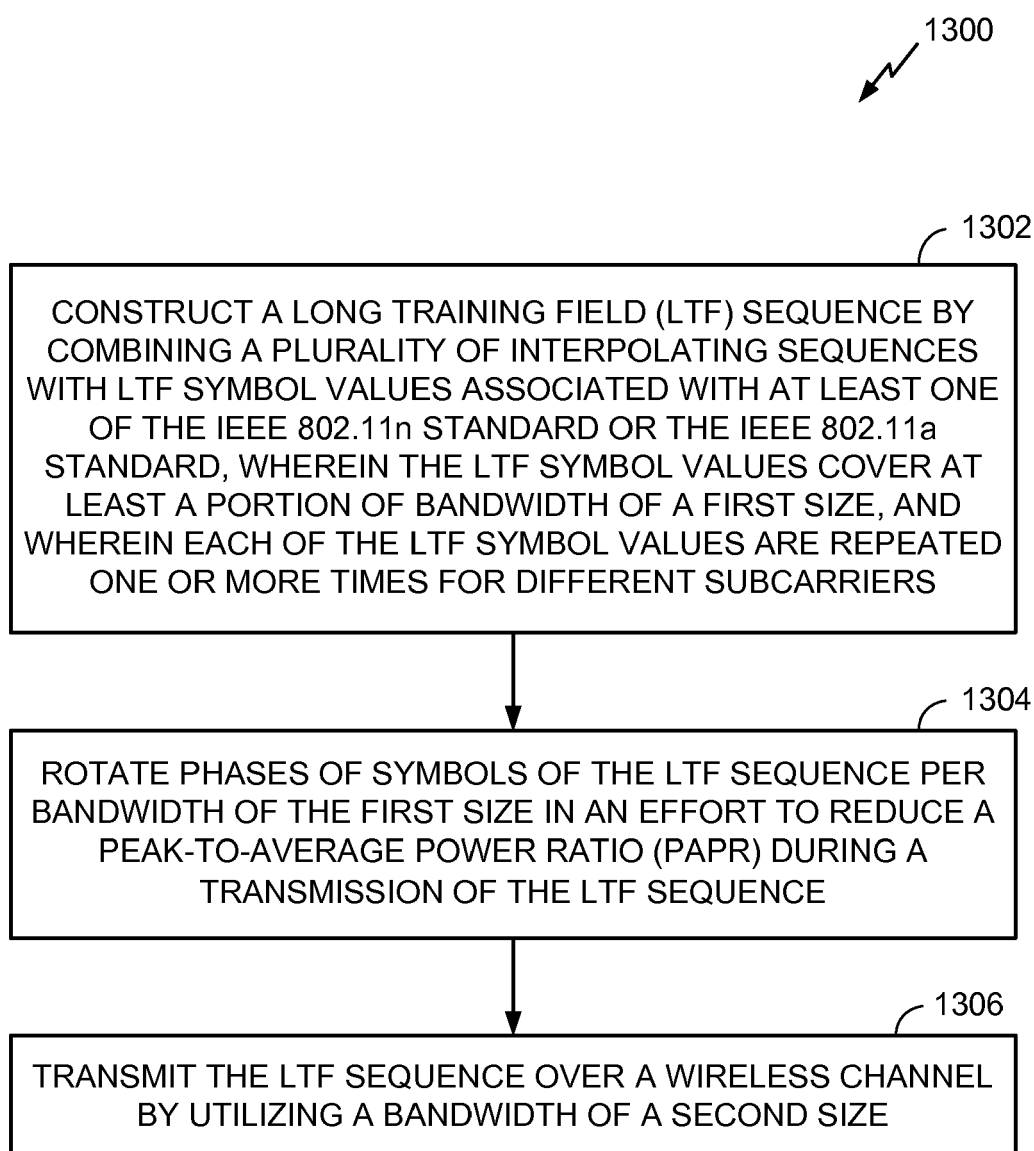 1300
1302
CONSTRUCT A LONG TRAINING FIELD (LTF) SEQUENCE BY
COMBINING A PLURALITY OF INTERPOLATING SEQUENCES
WITH LTF SYMBOL VALUES ASSOCIATED WITH AT LEAST ONE
OF THE IEEE 802.11n STANDARD OR THE IEEE 802.11a
STANDARD, WHEREIN THE LTF SYMBOL VALUES COVER AT
LEAST A PORTION OF BANDWIDTH OF A FIRST SIZE, AND
WHEREIN EACH OF THE LTF SYMBOL VALUES ARE REPEATED
ONE OR MORE TIMES FOR DIFFERENT SUBCARRIERS
1304
ROTATE PHASES OF SYMBOLS OF THE LTF SEQUENCE PER
BANDWIDTH OF THE FIRST SIZE IN AN EFFORT TO REDUCE A
PEAK-TO-AVERAGE POWER RATIO (PAPR) DURING A
TRANSMISSION OF THE LTF SEQUENCE
1306
TRANSMIT THE LTF SEQUENCE OVER A WIRELESS CHANNEL
BY UTILIZING A BANDWIDTH OF A SECOND SIZE